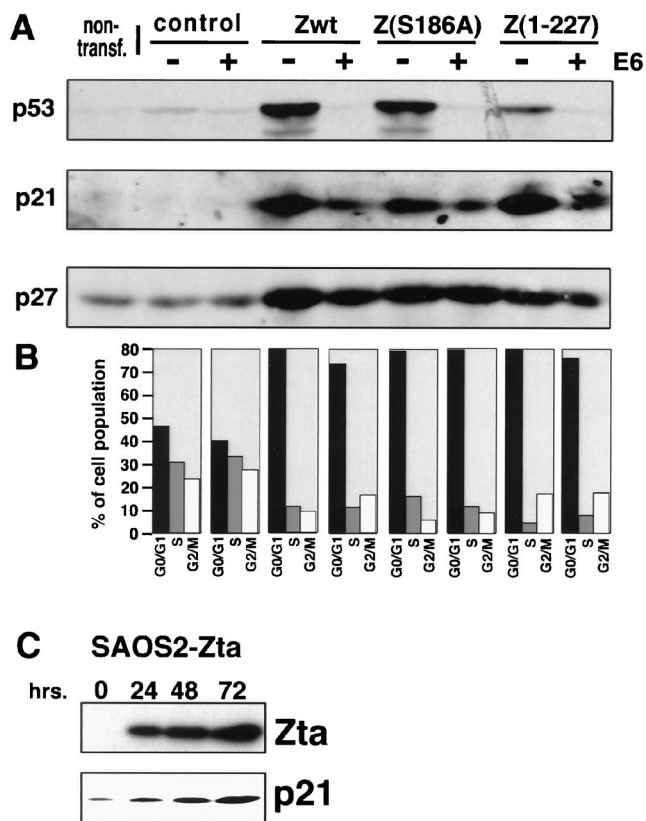 A
non-transf.
control Zwt Z(S186A) Z(1-227)
- + - + - + - + E6
p53
p21
p27
B
% of cell population
80
70
60
50
40
30
20
10
0
G0/G1 S G2/M G0/G1 S G2/M G0/G1 S G2/M G0/G1 S G2/M G0/G1 S G2/M G0/G1 S G2/M G0/G1 S G2/M G0/G1 S G2/M
C SAOS2-Zta
hrs. 0 24 48 72
Zta
p21